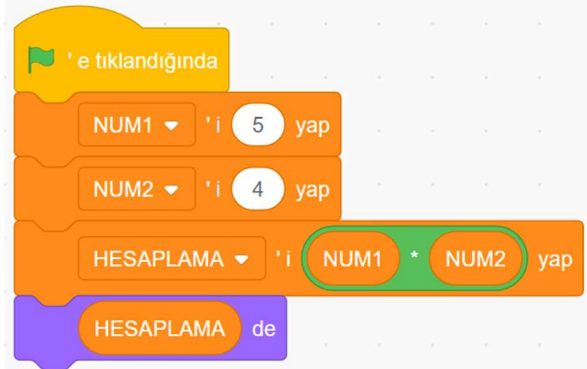 ' e tıklandığında
NUM1 ' i 5 yap
NUM2 ' i 4 yap
HESAPLAMA ' i NUM1 * NUM2 yap
HESAPLAMA de